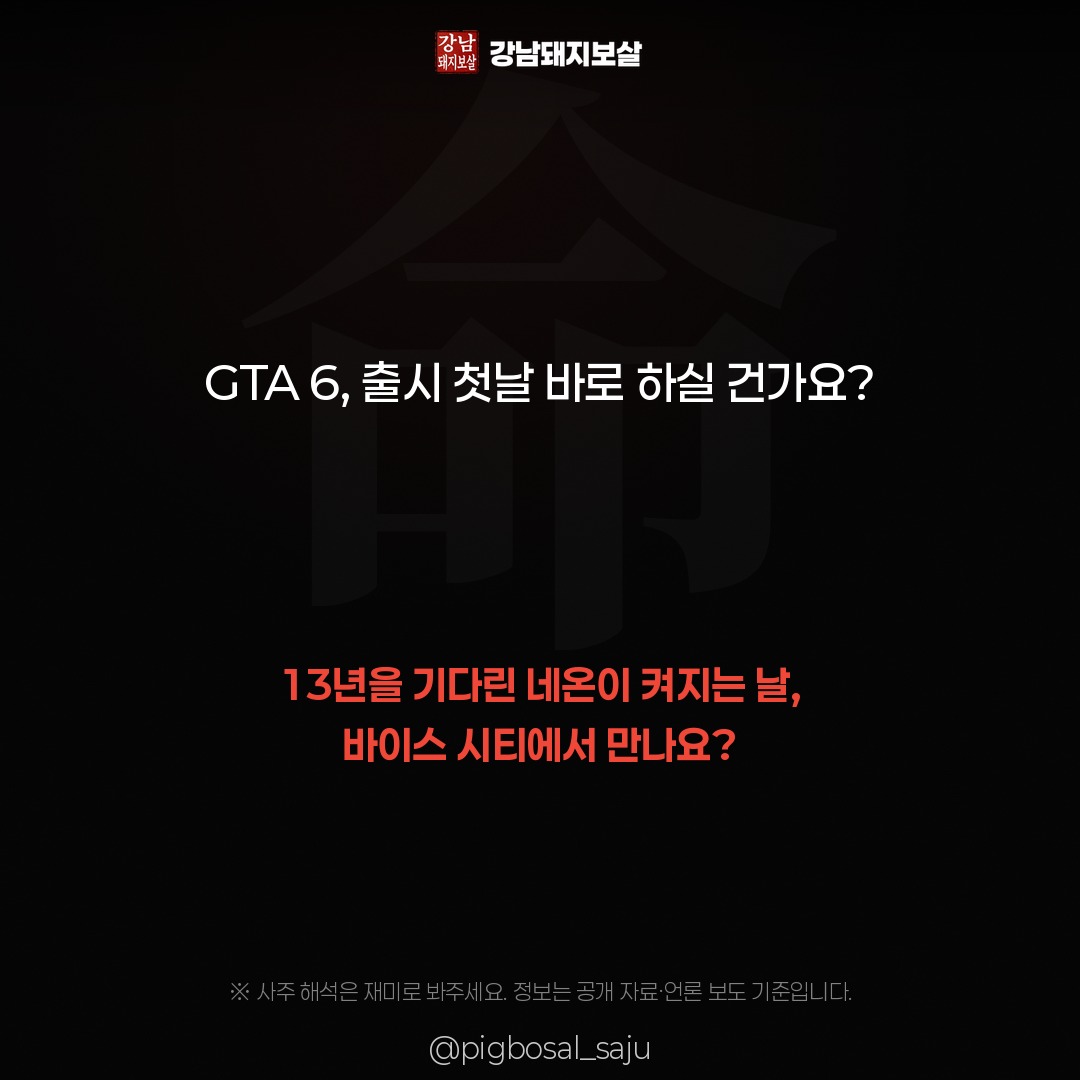 강남
돼지보살
강남돼지보살
命
GTA 6, 출시 첫날 바로 하실 건가요?
13년을 기다린 네온이 켜지는 날,
바이스 시티에서 만나요?
※ 사주 해석은 재미로 봐주세요. 정보는 공개 자료·언론 보도 기준입니다.
@pigbosal_saju